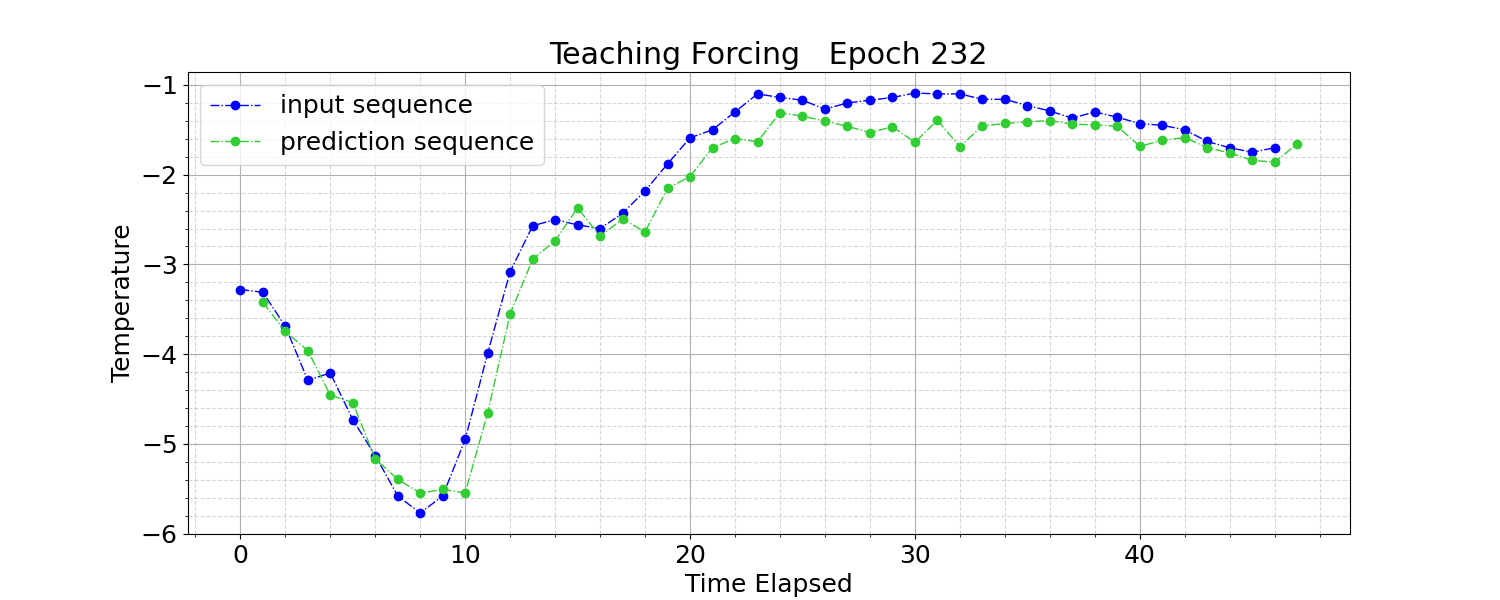 Teaching Forcing   Epoch 232
input sequence
prediction sequence
Temperature
−1
−2
−3
−4
−5
−6
0 10 20 30 40
Time Elapsed